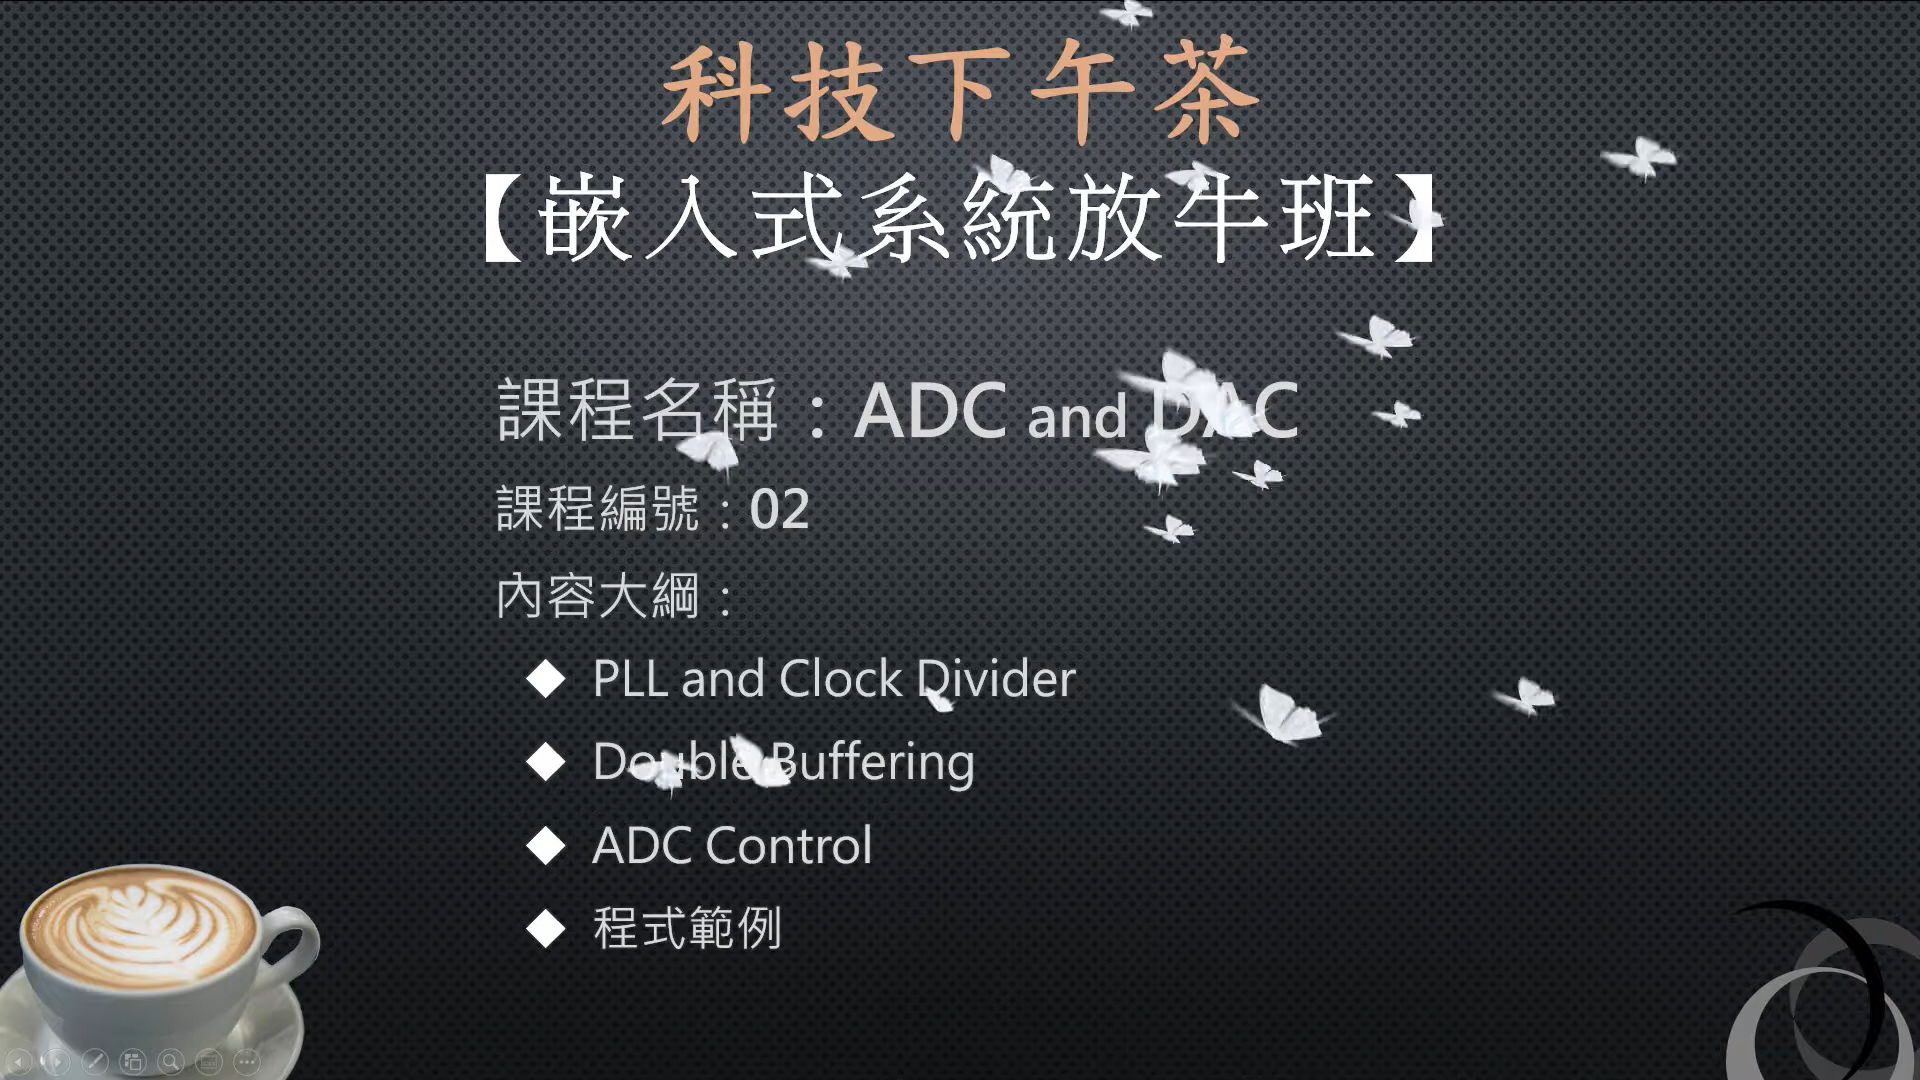 科技下午茶
【嵌入式系統放牛班】
課程名稱：ADC and DAC
課程編號：02
內容大綱：
PLL and Clock Divider
Double Buffering
ADC Control
程式範例